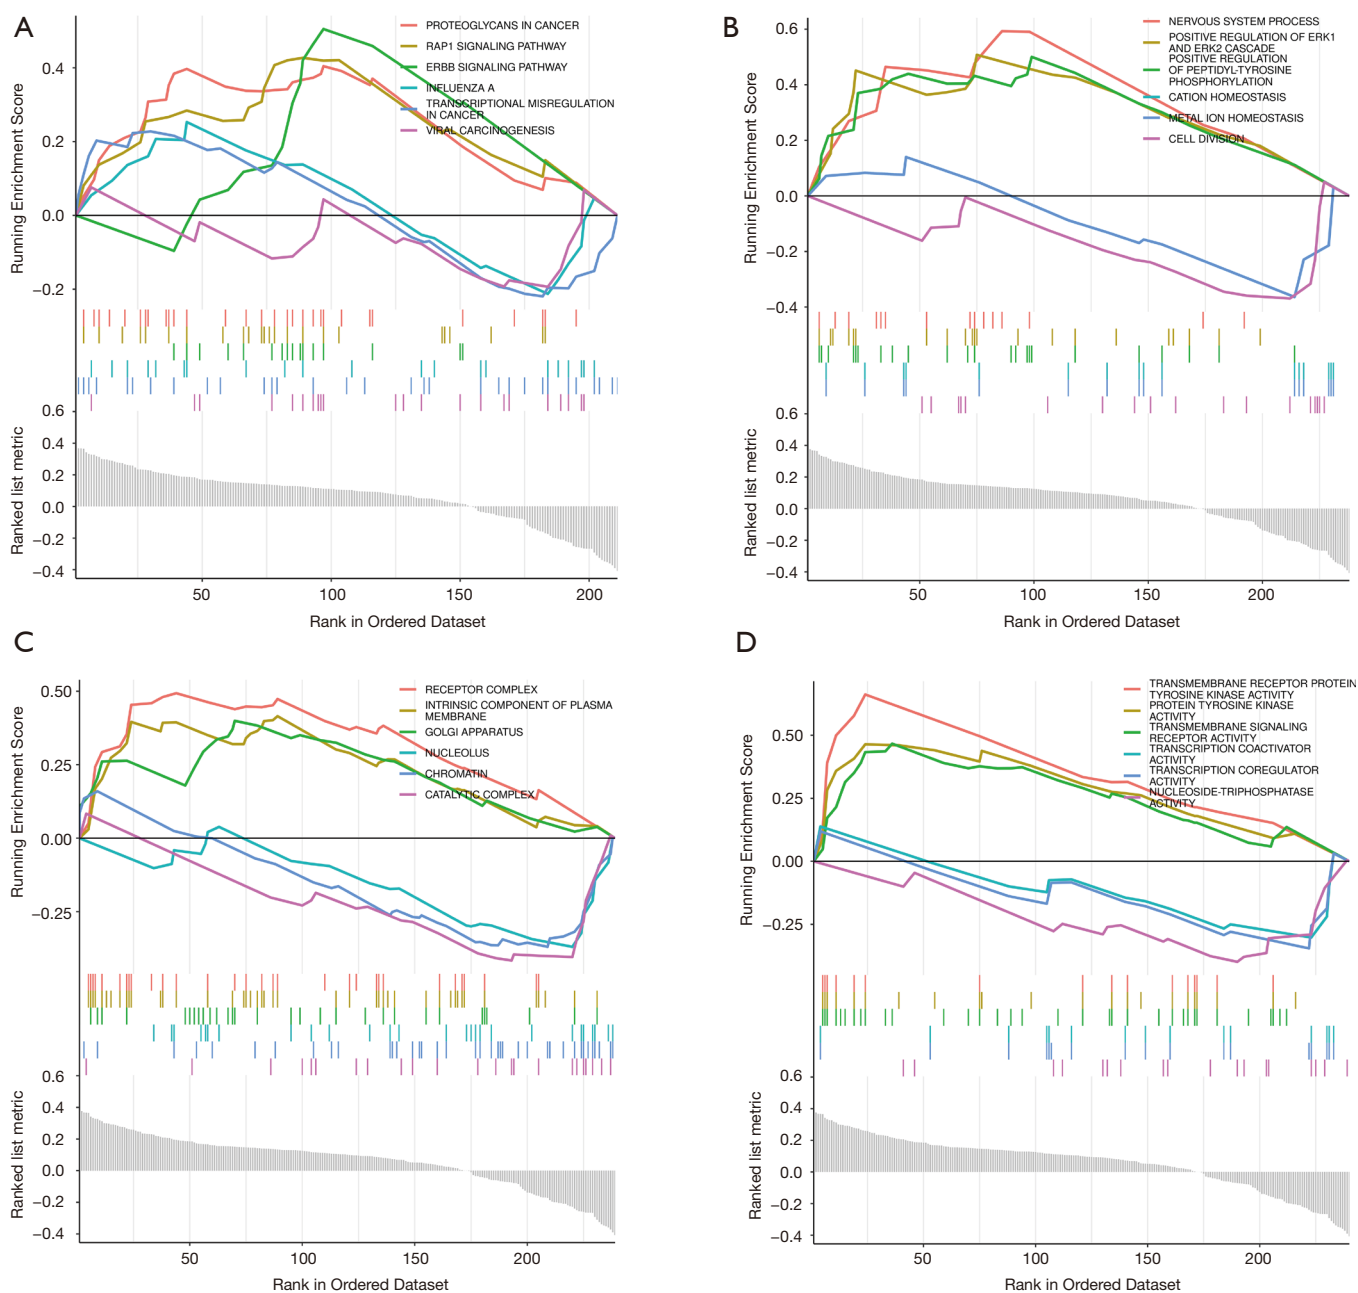 A
PROTEOGLYCANS IN CANCER
RAP1 SIGNALING PATHWAY
ERBB SIGNALING PATHWAY
INFLUENZA A
TRANSCRIPTIONAL MISREGULATION
IN CANCER
VIRAL CARCINOGENESIS
Running Enrichment Score
0.4
0.2
0.0
−0.2
Ranked list metric
0.6
0.4
0.2
0.0
−0.2
−0.4
50
100
150
200
Rank in Ordered Dataset
B
NERVOUS SYSTEM PROCESS
POSITIVE REGULATION OF ERK1
AND ERK2 CASCADE
POSITIVE REGULATION
OF PEPTIDYL-TYROSINE
PHOSPHORYLATION
CATION HOMEOSTASIS
METAL ION HOMEOSTASIS
CELL DIVISION
Running Enrichment Score
0.6
0.4
0.2
0.0
−0.2
−0.4
Ranked list metric
0.6
0.4
0.2
0.0
−0.2
−0.4
50
100
150
200
Rank in Ordered Dataset
C
RECEPTOR COMPLEX
INTRINSIC COMPONENT OF PLASMA
MEMBRANE
GOLGI APPARATUS
NUCLEOLUS
CHROMATIN
CATALYTIC COMPLEX
Running Enrichment Score
0.50
0.25
0.00
−0.25
Ranked list metric
0.6
0.4
0.2
0.0
−0.2
−0.4
50
100
150
200
Rank in Ordered Dataset
D
TRANSMEMBRANE RECEPTOR PROTEIN
TYROSINE KINASE ACTIVITY
PROTEIN TYROSINE KINASE
ACTIVITY
TRANSMEMBRANE SIGNALING
RECEPTOR ACTIVITY
TRANSCRIPTION COACTIVATOR
ACTIVITY
TRANSCRIPTION COREGULATOR
ACTIVITY
NUCLEOSIDE-TRIPHOSPHATASE
ACTIVITY
Running Enrichment Score
0.50
0.25
0.00
−0.25
Ranked list metric
0.6
0.4
0.2
0.0
−0.2
−0.4
50
100
150
200
Rank in Ordered Dataset